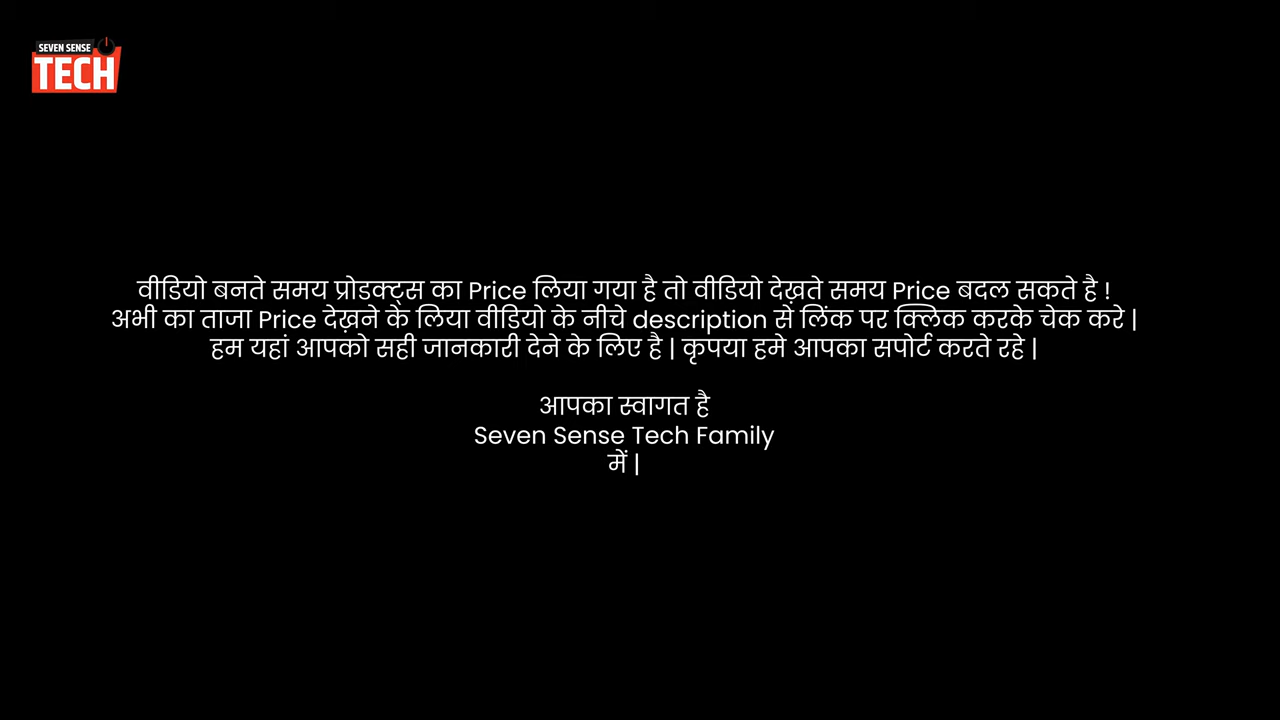 SEVEN SENSE
TECH
वीडियो बनते समय प्रोडक्ट्स का Price लिया गया है तो वीडियो देख़ते समय Price बदल सकते है !
अभी का ताजा Price देख़ने के लिया वीडियो के नीचे description से लिंक पर क्लिक करके चेक करे |
हम यहां आपको सही जानकारी देने के लिए है | कृपया हमे आपका सपोर्ट करते रहे |
आपका स्वागत है
Seven Sense Tech Family
में |